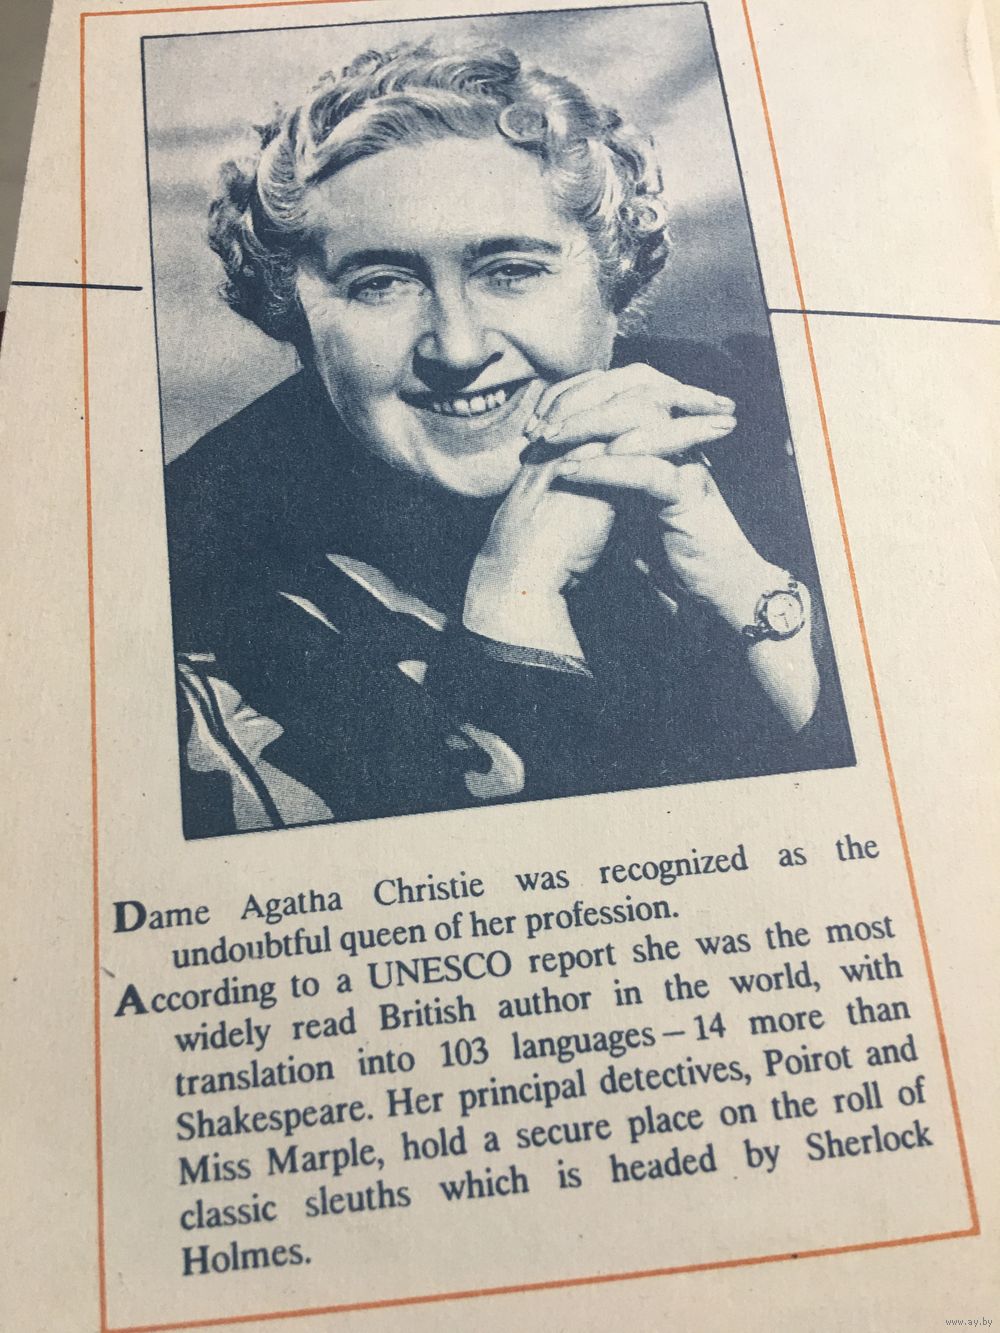 Dame Agatha Christie was recognized as the
undoubtful queen of her profession.
According to a UNESCO report she was the most
widely read British author in the world, with
translation into 103 languages – 14 more than
Shakespeare. Her principal detectives, Poirot and
Miss Marple, hold a secure place on the roll of
classic sleuths which is headed by Sherlock
Holmes.
www.ay.by